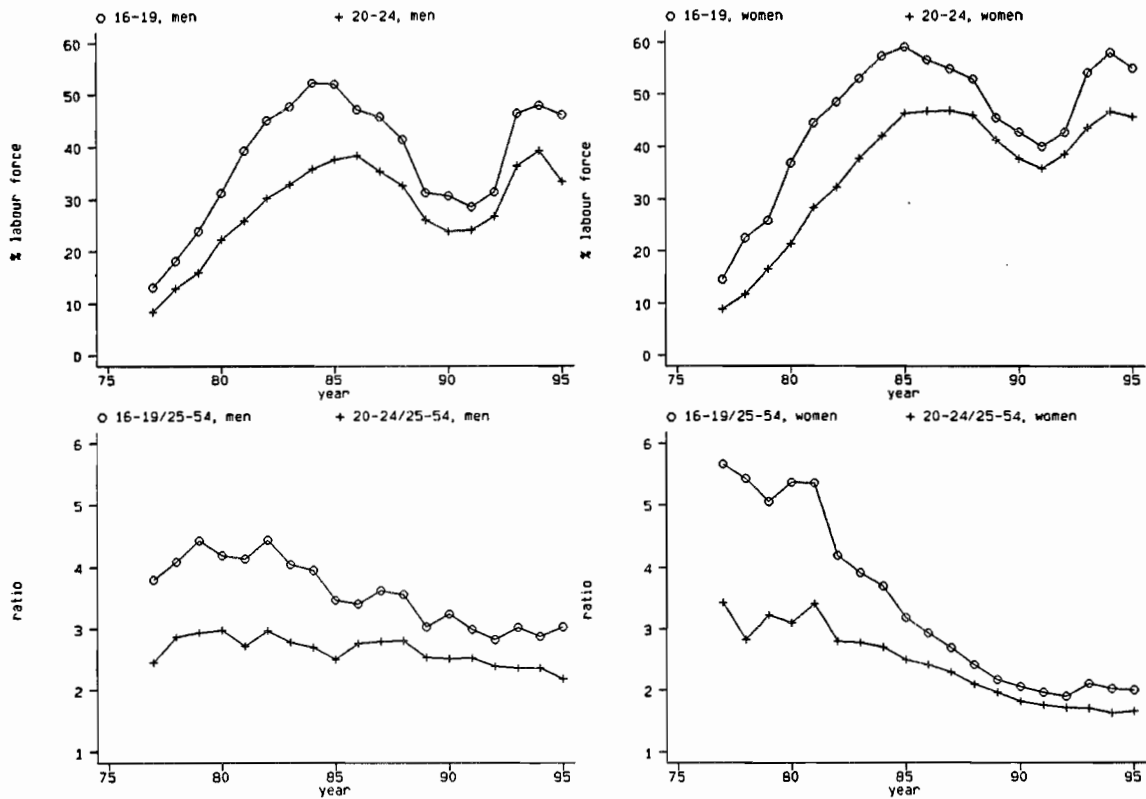 o 16-19, men + 20-24, men
% labour force
60
50
40
30
20
10
0
75 80 85 90 95
year
o 16-19, women + 20-24, women
% labour force
60
50
40
30
20
10
0
75 80 85 90 95
year
o 16-19/25-54, men + 20-24/25-54, men
ratio
6
5
4
3
2
1
75 80 85 90 95
year
o 16-19/25-54, women + 20-24/25-54, women
ratio
6
5
4
3
2
1
75 80 85 90 95
year